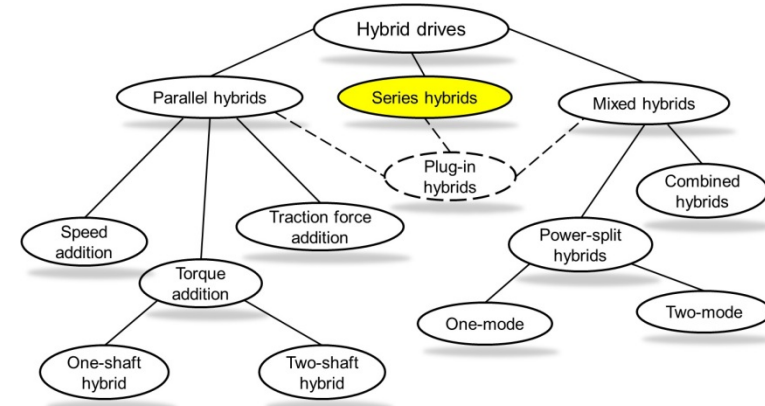 Hybrid drives
Parallel hybrids
Series hybrids
Mixed hybrids
Plug-in
hybrids
Combined
hybrids
Speed
addition
Traction force
addition
Power-split
hybrids
Torque
addition
One-mode
Two-mode
One-shaft
hybrid
Two-shaft
hybrid